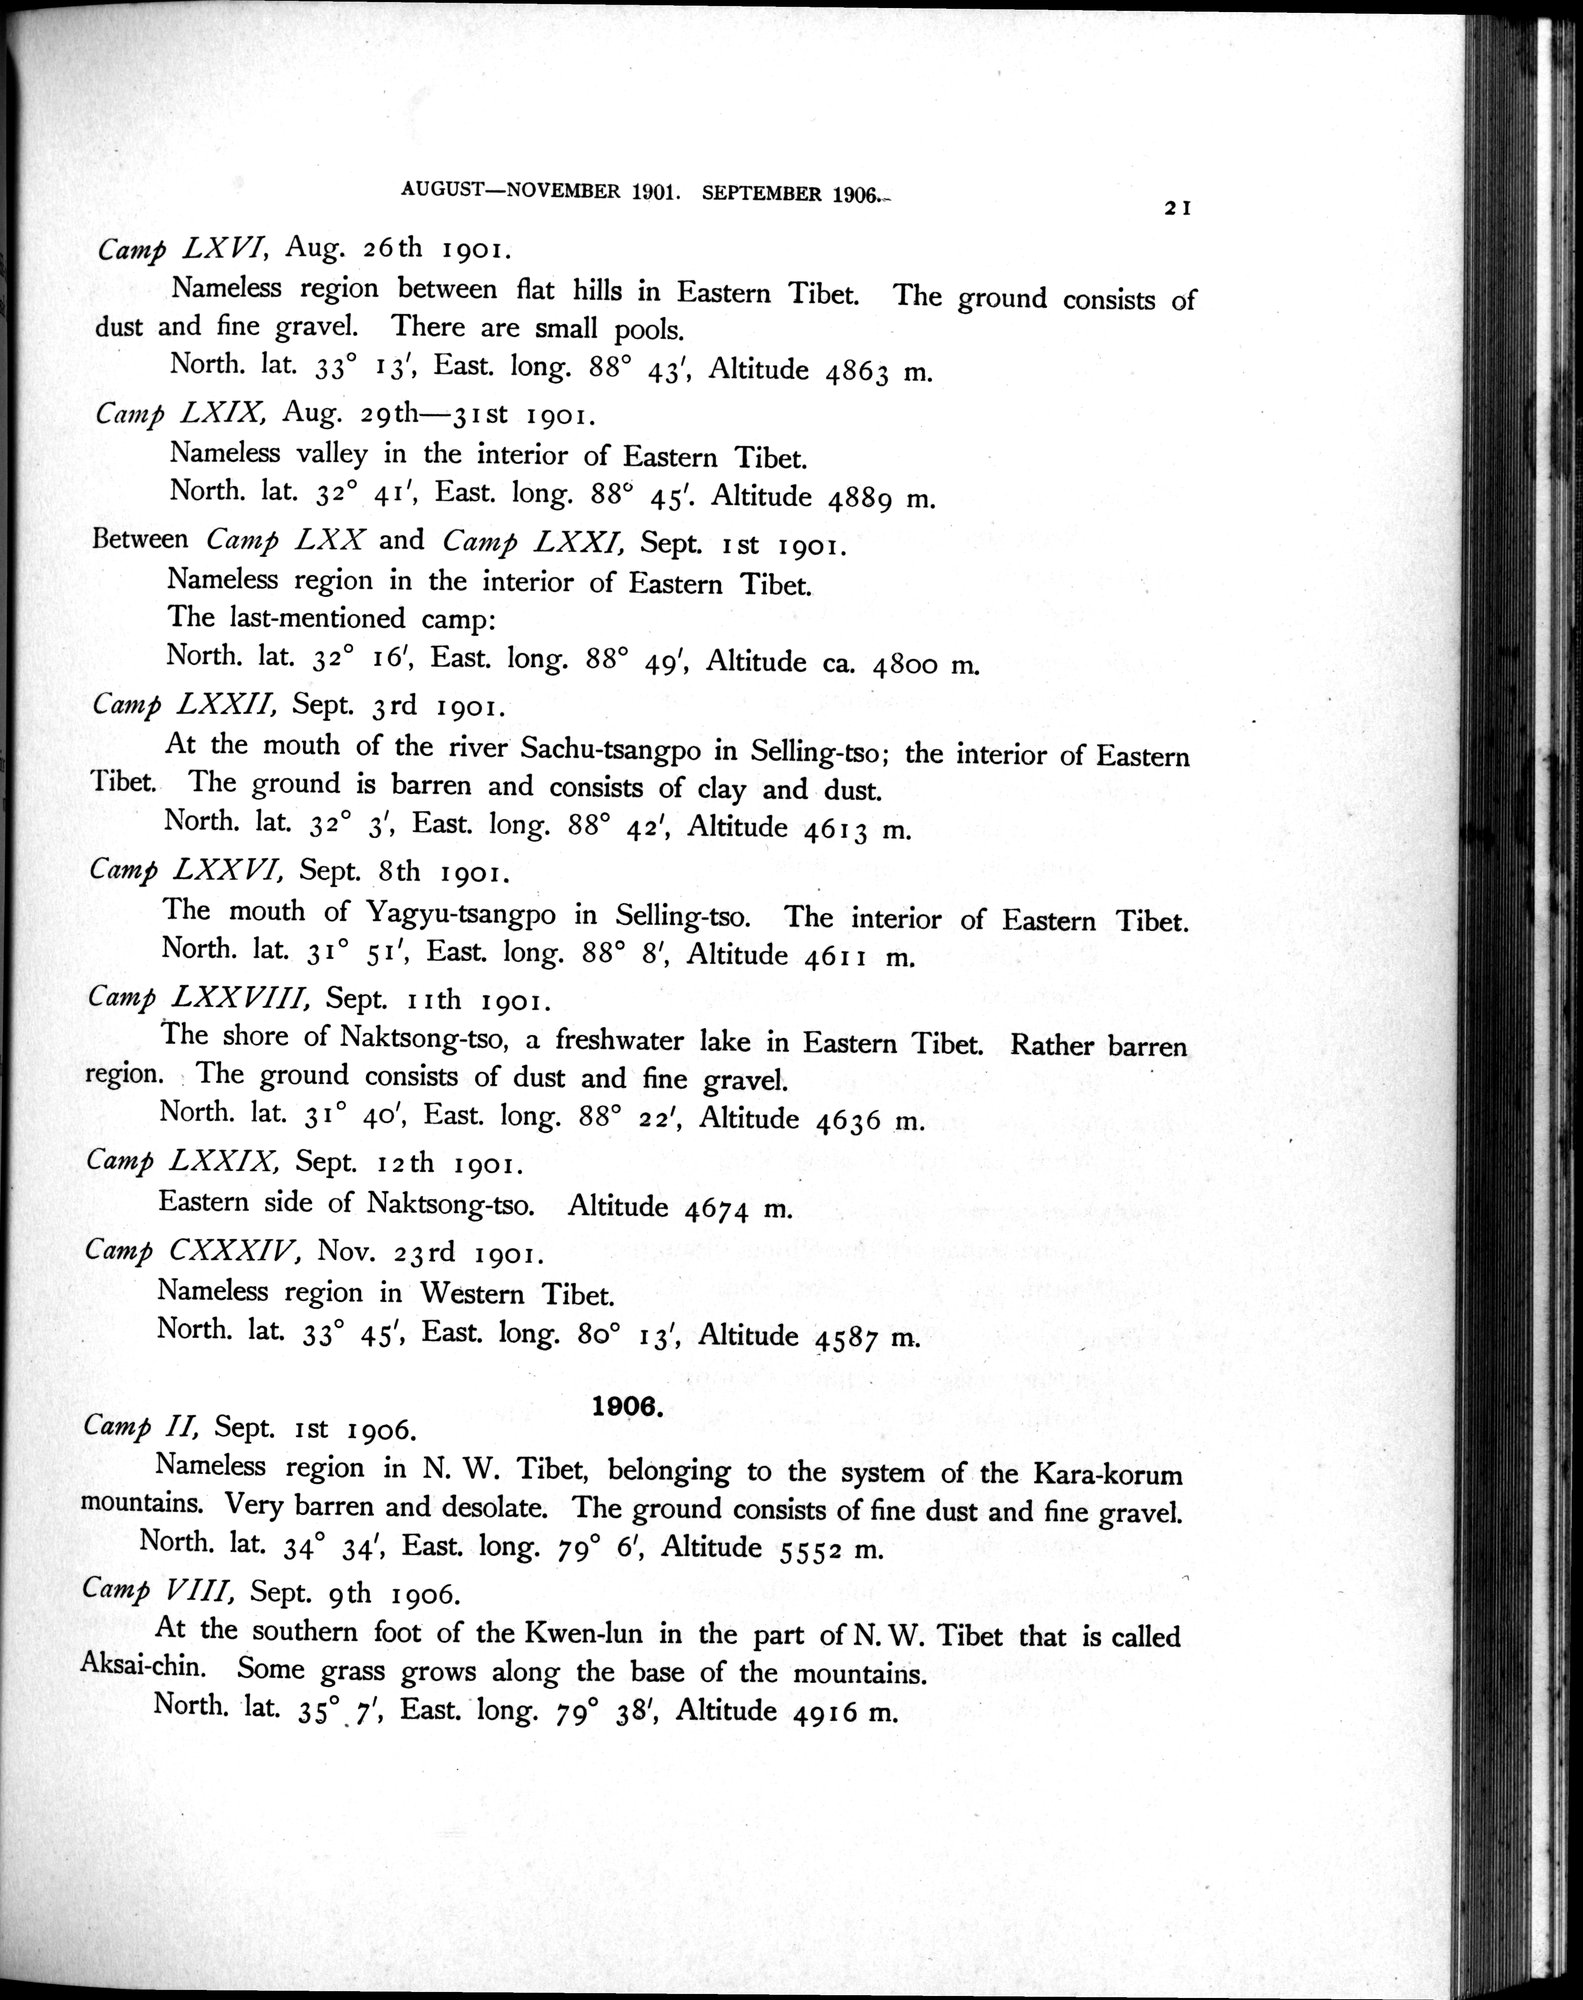 AUGUST—NOVEMBER 1901. SEPTEMBER 1906.
21
Camp LXVI, Aug. 26th 1901.
Nameless region between flat hills in Eastern Tibet. The ground consists of
dust and fine gravel. There are small pools.
North. lat. 33° 13′, East. long. 88° 43′, Altitude 4863 m.
Camp LXIX, Aug. 29th—31st 1901.
Nameless valley in the interior of Eastern Tibet.
North. lat. 32° 41′, East. long. 88° 45′. Altitude 4889 m.
Between Camp LXX and Camp LXXI, Sept. 1st 1901.
Nameless region in the interior of Eastern Tibet.
The last-mentioned camp:
North. lat. 32° 16′, East. long. 88° 49′, Altitude ca. 4800 m.
Camp LXXII, Sept. 3rd 1901.
At the mouth of the river Sachu-tsangpo in Selling-tso; the interior of Eastern
Tibet. The ground is barren and consists of clay and dust.
North. lat. 32° 3′, East. long. 88° 42′, Altitude 4613 m.
Camp LXXVI, Sept. 8th 1901.
The mouth of Yagyu-tsangpo in Selling-tso. The interior of Eastern Tibet.
North. lat. 31° 51′, East. long. 88° 8′, Altitude 4611 m.
Camp LXXVIII, Sept. 11th 1901.
The shore of Naktsong-tso, a freshwater lake in Eastern Tibet. Rather barren
region. The ground consists of dust and fine gravel.
North. lat. 31° 40′, East. long. 88° 22′, Altitude 4636 m.
Camp LXXIX, Sept. 12th 1901.
Eastern side of Naktsong-tso. Altitude 4674 m.
Camp CXXXIV, Nov. 23rd 1901.
Nameless region in Western Tibet.
North. lat. 33° 45′, East. long. 80° 13′, Altitude 4587 m.
1906.
Camp II, Sept. 1st 1906.
Nameless region in N. W. Tibet, belonging to the system of the Kara-korum
mountains. Very barren and desolate. The ground consists of fine dust and fine gravel.
North. lat. 34° 34′, East. long. 79° 6′, Altitude 5552 m.
Camp VIII, Sept. 9th 1906.
At the southern foot of the Kwen-lun in the part of N. W. Tibet that is called
Aksai-chin. Some grass grows along the base of the mountains.
North. lat. 35° 7′, East. long. 79° 38′, Altitude 4916 m.